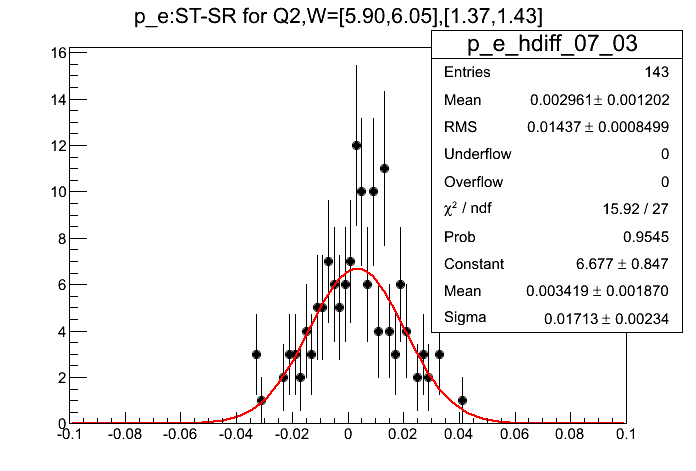 p_e:ST-SR for Q2,W=[5.90,6.05],[1.37,1.43]
p_e_hdiff_07_03
Entries 143
Mean 0.002961± 0.001202
RMS 0.01437 ± 0.0008499
Underflow 0
Overflow 0
χ² / ndf 15.92 / 27
Prob 0.9545
Constant 6.677 ± 0.847
Mean 0.003419 ± 0.001870
Sigma 0.01713 ± 0.00234
16
14
12
10
8
6
4
2
0
-0.1 -0.08 -0.06 -0.04 -0.02 0 0.02 0.04 0.06 0.08 0.1